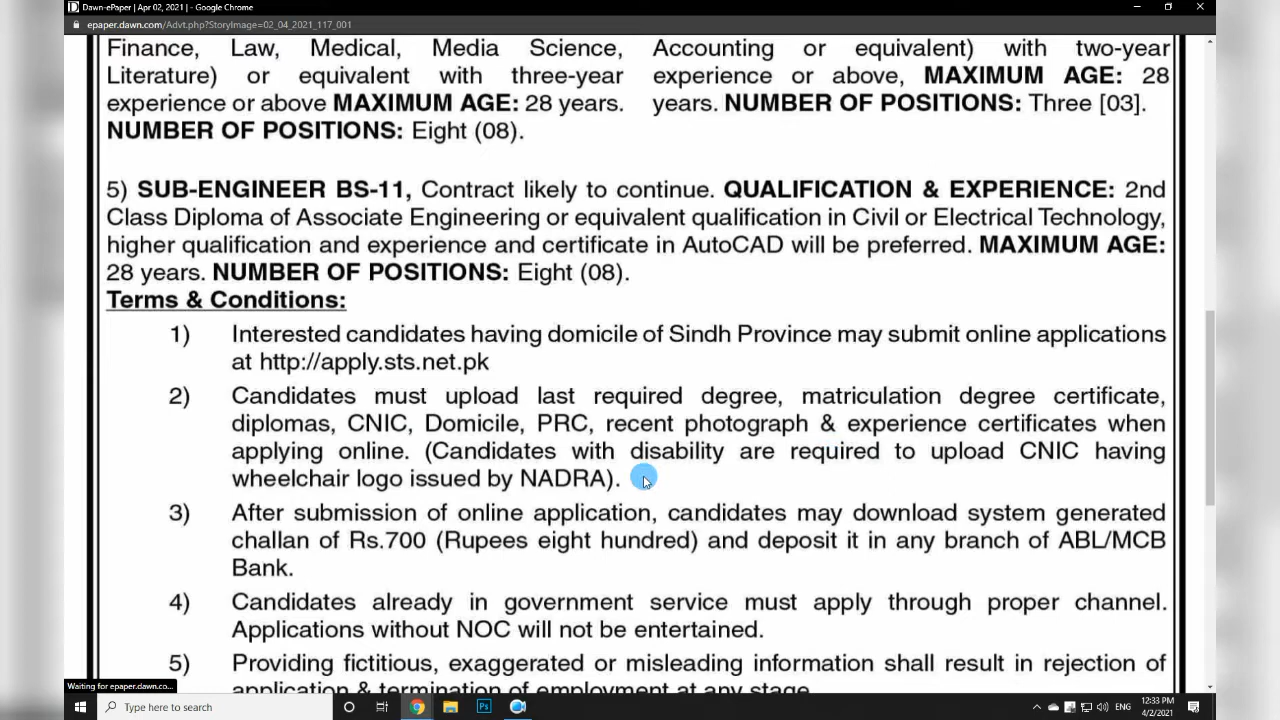 Dawn-ePaper | Apr 02, 2021 | - Google Chrome
epaper.dawn.com/Advt.php?StoryImage=02_04_2021_117_001
Finance, Law, Medical, Media Science,
Literature) or equivalent with three-year
experience or above MAXIMUM AGE: 28 years.
NUMBER OF POSITIONS: Eight (08).
Accounting or equivalent) with two-year
experience or above, MAXIMUM AGE: 28
years. NUMBER OF POSITIONS: Three [03].
5) SUB-ENGINEER BS-11, Contract likely to continue. QUALIFICATION & EXPERIENCE: 2nd
Class Diploma of Associate Engineering or equivalent qualification in Civil or Electrical Technology,
higher qualification and experience and certificate in AutoCAD will be preferred. MAXIMUM AGE:
28 years. NUMBER OF POSITIONS: Eight (08).
Terms & Conditions:
1) Interested candidates having domicile of Sindh Province may submit online applications
at http://apply.sts.net.pk
2) Candidates must upload last required degree, matriculation degree certificate,
diplomas, CNIC, Domicile, PRC, recent photograph & experience certificates when
applying online. (Candidates with disability are required to upload CNIC having
wheelchair logo issued by NADRA).
3) After submission of online application, candidates may download system generated
challan of Rs.700 (Rupees eight hundred) and deposit it in any branch of ABL/MCB
Bank.
4) Candidates already in government service must apply through proper channel.
Applications without NOC will not be entertained.
5) Providing fictitious, exaggerated or misleading information shall result in rejection of
application & termination of employment at any stage
Waiting for epaper.dawn.co...
Type here to search
Ps
ENG
12:33 PM
4/2/2021